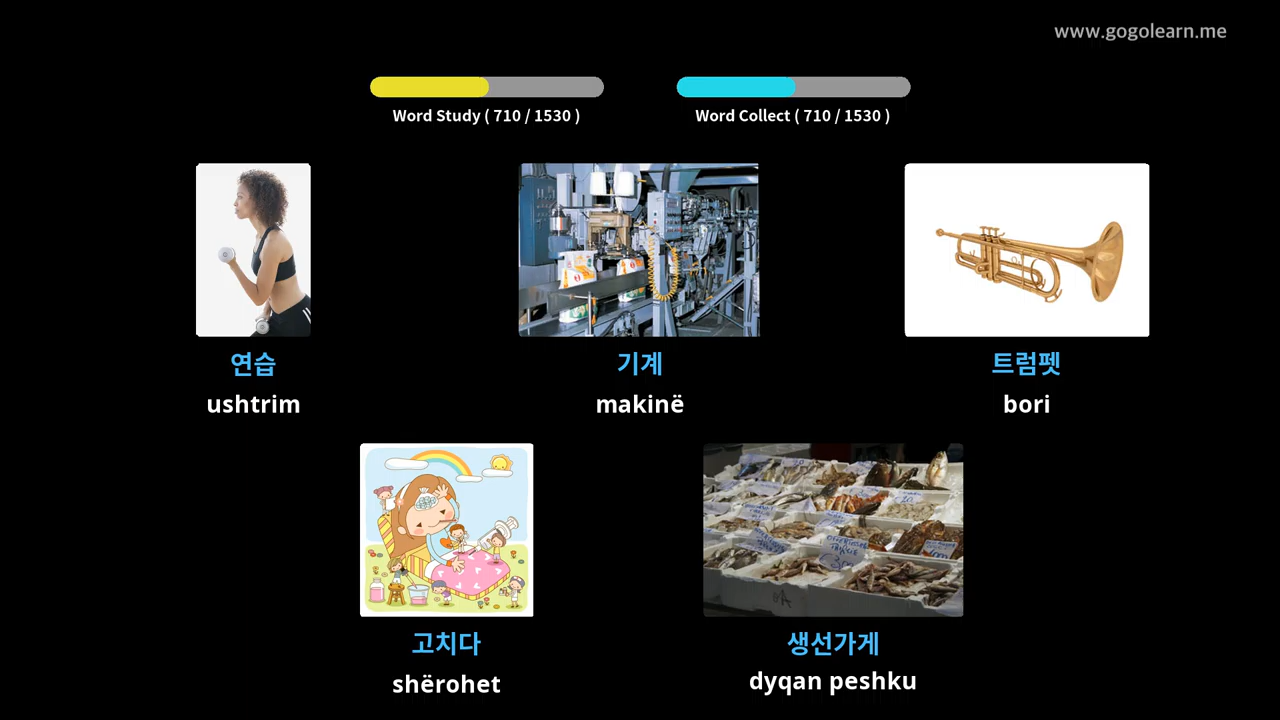 www.gogolearn.me
Word Study ( 710 / 1530 )
Word Collect ( 710 / 1530 )
연습
기계
트럼펫
ushtrim
makinë
bori
고치다
생선가게
shërohet
dyqan peshku